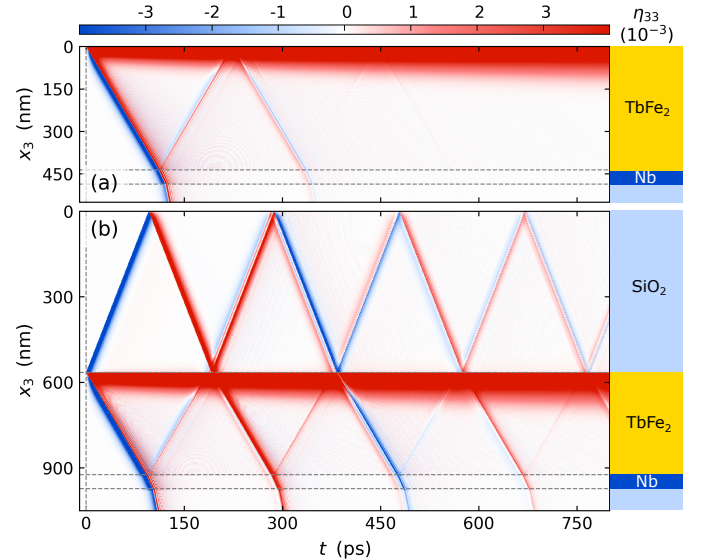 -3 -2 -1 0 1 2 3 η33
(10−3)
0
150
300
450
x3 (nm)
(a)
TbFe2
Nb
0
300
600
900
x3 (nm)
(b)
SiO2
TbFe2
Nb
0 150 300 450 600 750
t (ps)